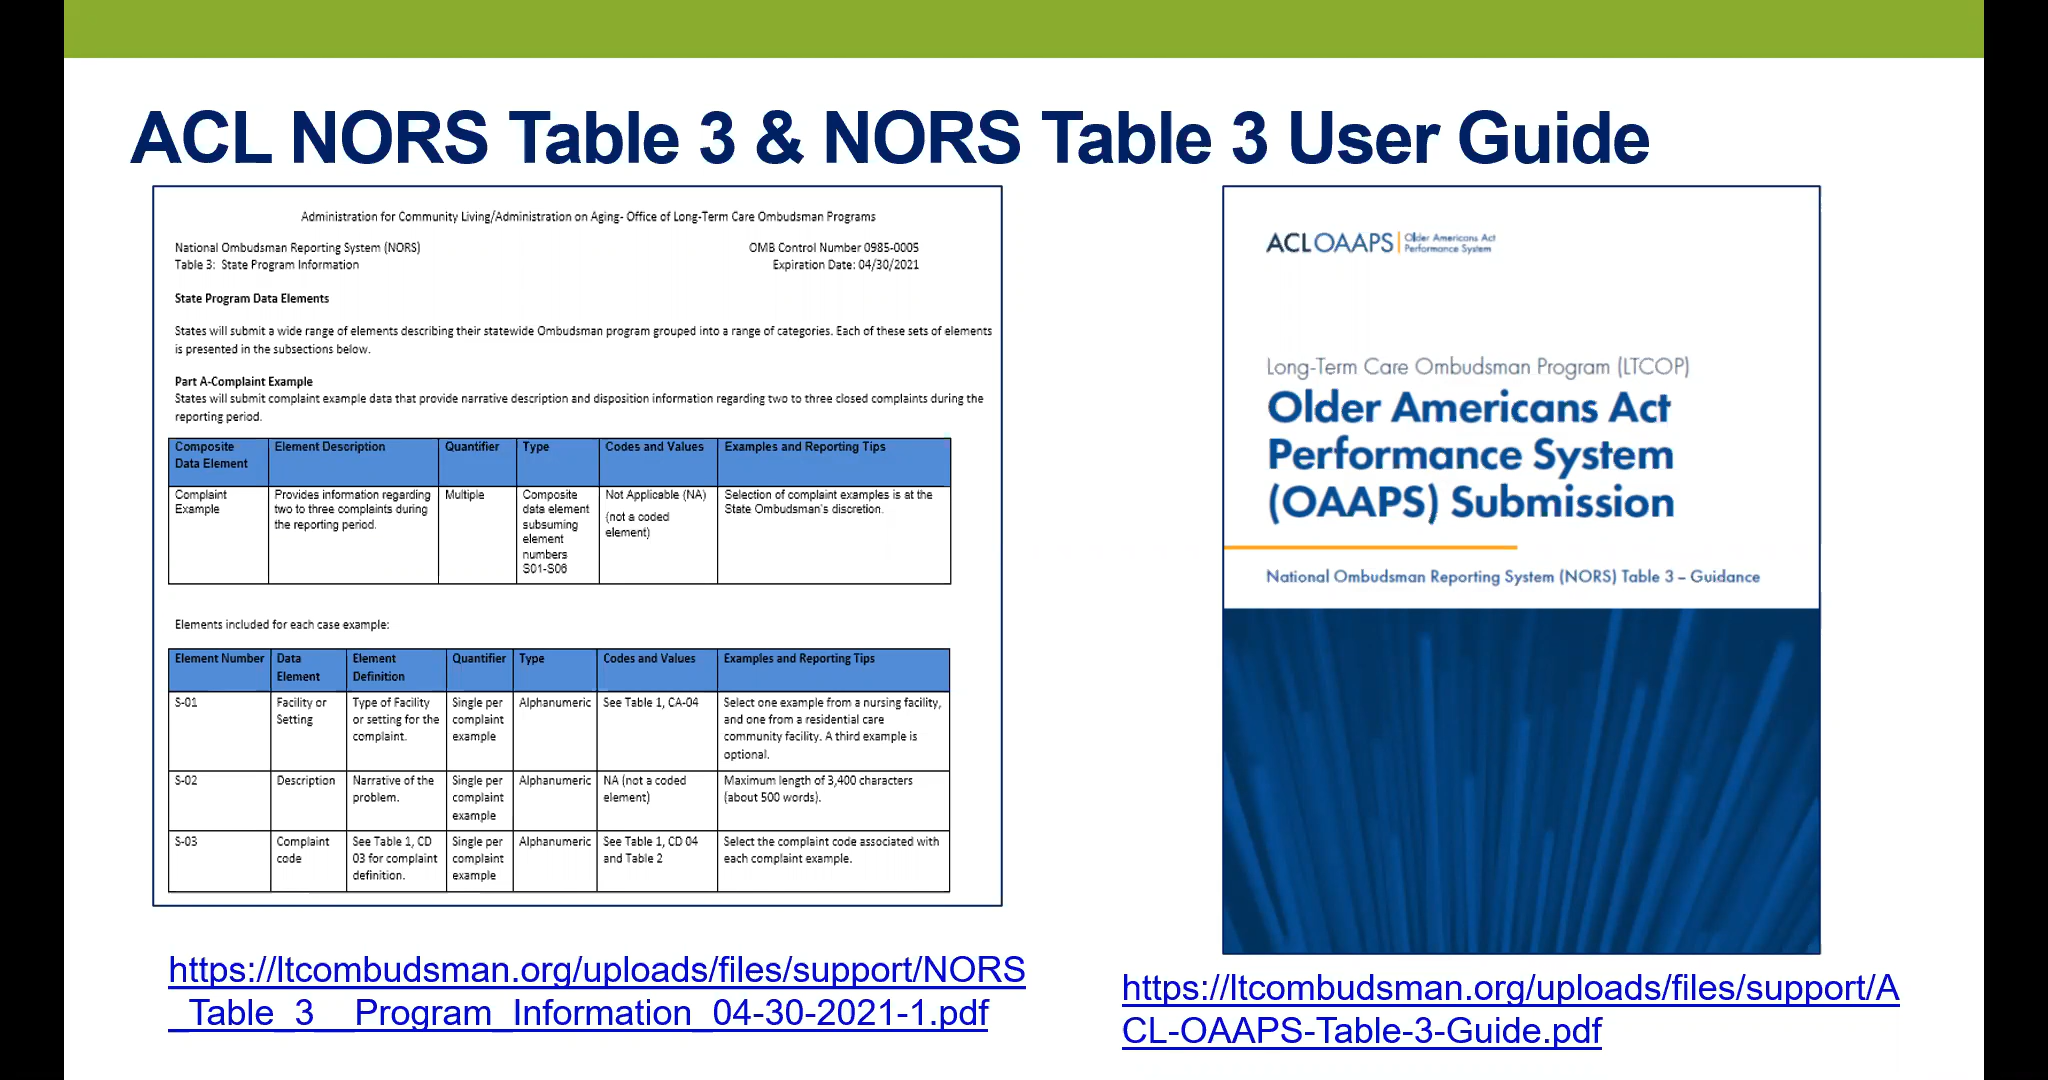 ACL NORS Table 3 & NORS Table 3 User Guide
Administration for Community Living/Administration on Aging- Office of Long-Term Care Ombudsman Programs
National Ombudsman Reporting System (NORS)
OMB Control Number 0985-0005
Table 3:  State Program Information
Expiration Date: 04/30/2021
State Program Data Elements
States will submit a wide range of elements describing their statewide Ombudsman program grouped into a range of categories. Each of these sets of elements
is presented in the subsections below.
Part A-Complaint Example
States will submit complaint example data that provide narrative description and disposition information regarding two to three closed complaints during the
reporting period.
Composite
Data Element
Element Description
Quantifier
Type
Codes and Values
Examples and Reporting Tips
Complaint
Example
Provides information regarding
two to three complaints during
the reporting period.
Multiple
Composite
data element
subsuming
element
numbers
S01-S06
Not Applicable (NA)
(not a coded
element)
Selection of complaint examples is at the
State Ombudsman's discretion.
Elements included for each case example:
Element Number
Data
Element
Element
Definition
Quantifier
Type
Codes and Values
Examples and Reporting Tips
S-01
Facility or
Setting
Type of Facility
or setting for the
complaint.
Single per
complaint
example
Alphanumeric
See Table 1, CA-04
Select one example from a nursing facility,
and one from a residential care
community facility. A third example is
optional.
S-02
Description
Narrative of the
problem.
Single per
complaint
example
Alphanumeric
NA (not a coded
element)
Maximum length of 3,400 characters
(about 500 words).
S-03
Complaint
code
See Table 1, CD
03 for complaint
definition.
Single per
complaint
example
Alphanumeric
See Table 1, CD 04
and Table 2
Select the complaint code associated with
each complaint example.
https://ltcombudsman.org/uploads/files/support/NORS
_Table_3__Program_Information_04-30-2021-1.pdf
ACL OAAPS
Older Americans Act
Performance System
Long-Term Care Ombudsman Program (LTCOP)
Older Americans Act
Performance System
(OAAPS) Submission
National Ombudsman Reporting System (NORS) Table 3 – Guidance
https://ltcombudsman.org/uploads/files/support/A
CL-OAAPS-Table-3-Guide.pdf